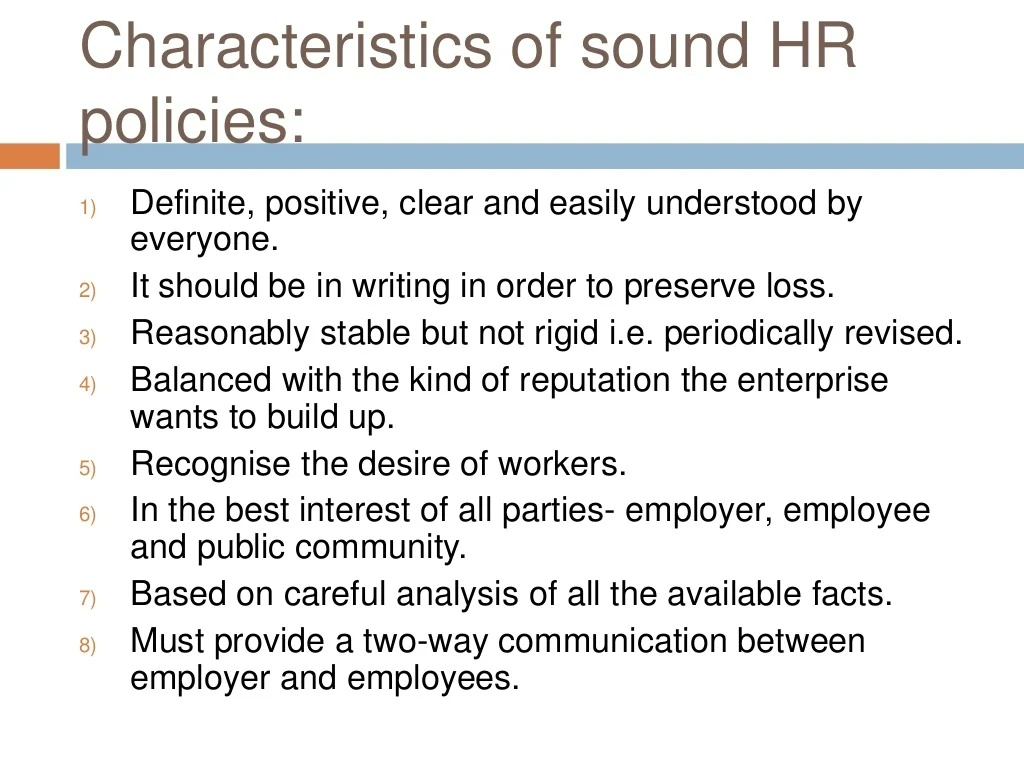 Characteristics of sound HR
policies:
1) Definite, positive, clear and easily understood by
everyone.
2) It should be in writing in order to preserve loss.
3) Reasonably stable but not rigid i.e. periodically revised.
4) Balanced with the kind of reputation the enterprise
wants to build up.
5) Recognise the desire of workers.
6) In the best interest of all parties- employer, employee
and public community.
7) Based on careful analysis of all the available facts.
8) Must provide a two-way communication between
employer and employees.